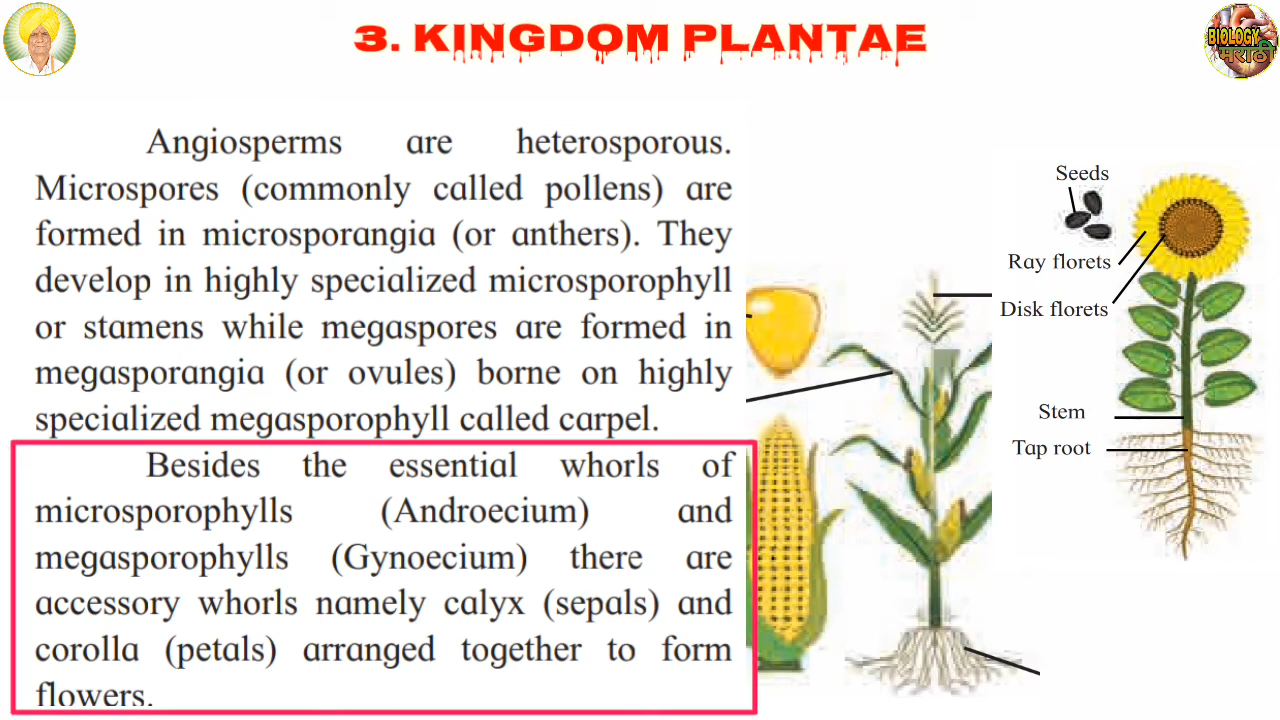 3. KINGDOM PLANTAE
BIOLOGY
मराठी
Angiosperms are heterosporous.
Microspores (commonly called pollens) are
formed in microsporangia (or anthers). They
develop in highly specialized microsporophyll
or stamens while megaspores are formed in
megasporangia (or ovules) borne on highly
specialized megasporophyll called carpel.
Besides the essential whorls of
microsporophylls (Androecium) and
megasporophylls (Gynoecium) there are
accessory whorls namely calyx (sepals) and
corolla (petals) arranged together to form
flowers.
Seeds
Ray florets
Disk florets
Stem
Tap root